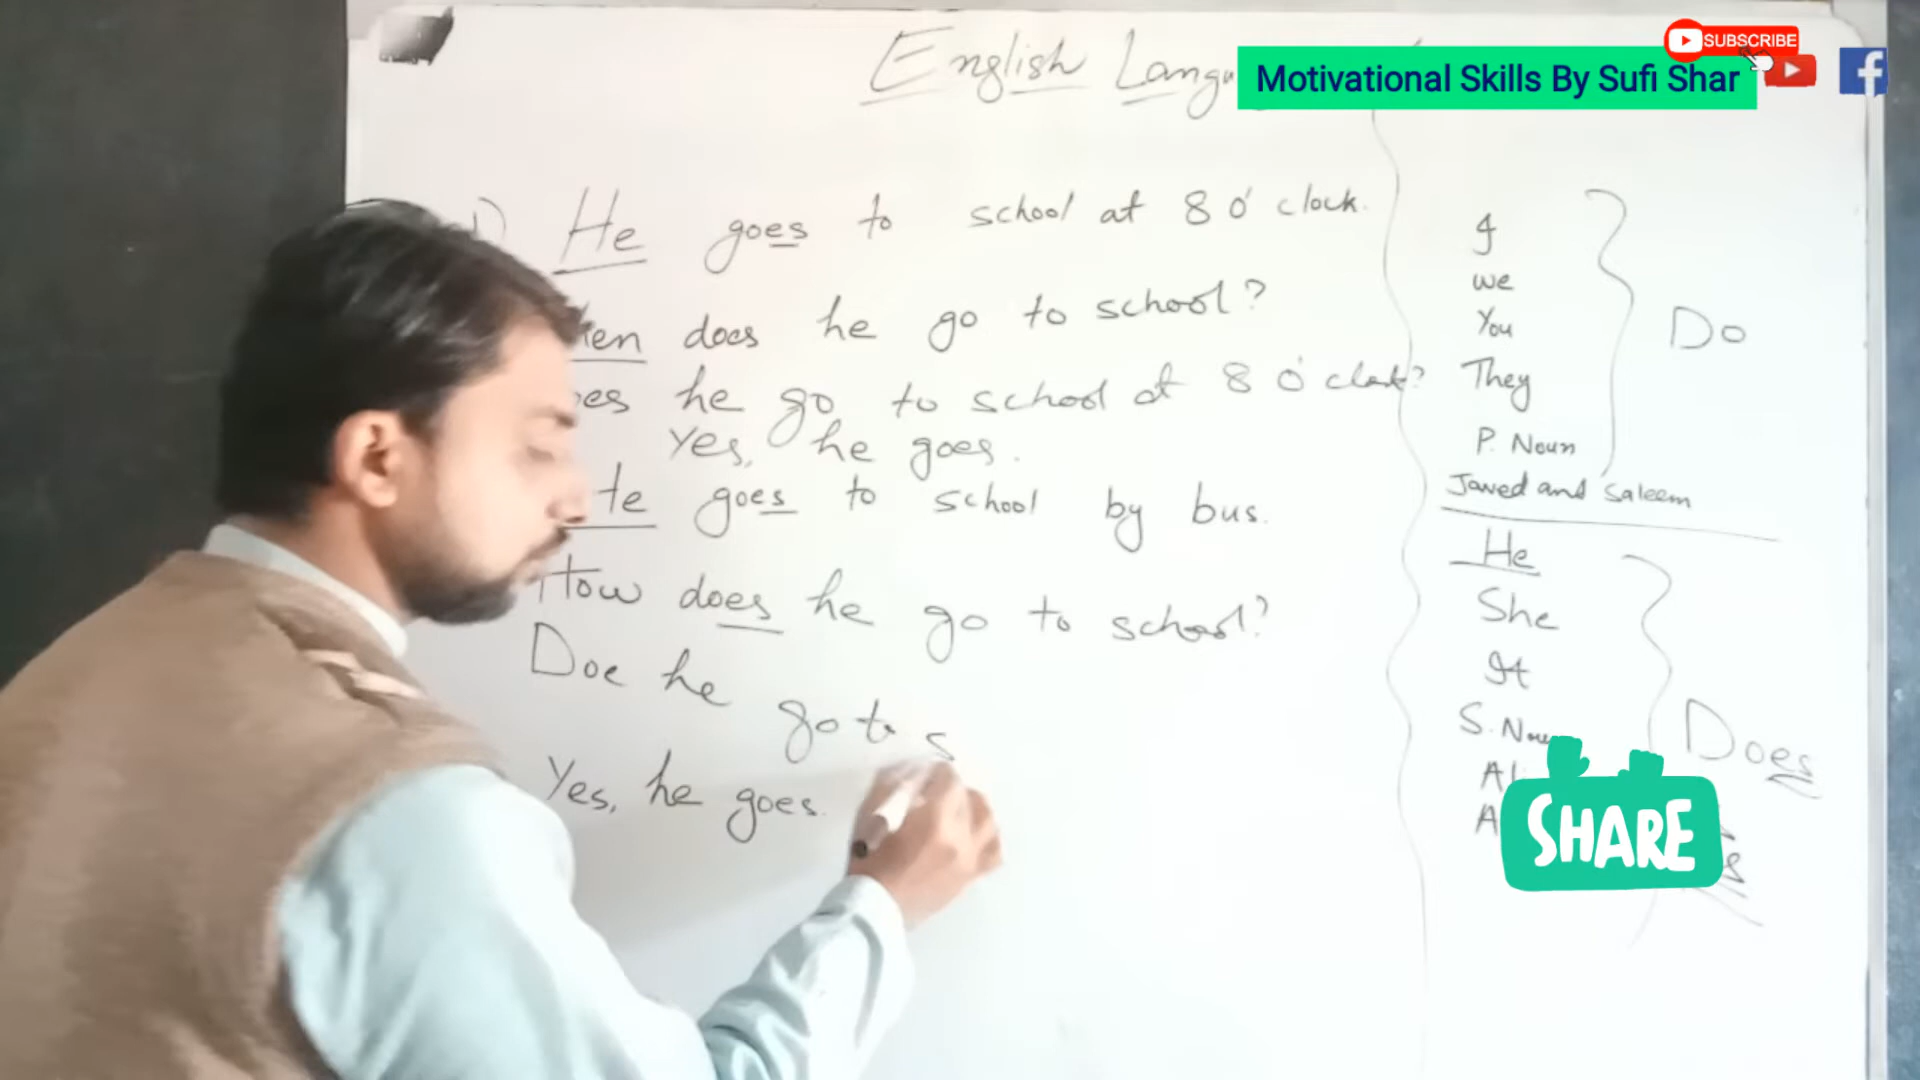 English
SUBSCRIBE
Motivational Skills By Sufi Shar
He goes to school at 8 O' clock.
does he go to school?
he go to school at 8 O' clock?
Yes, he goes.
goes to school by bus.
How does he go to school?
Doe he go to s
Yes, he goes.
I
we
You
They
P. Noun
Javed and Saleem
Do
He
She
It
S.
Does
SHARE